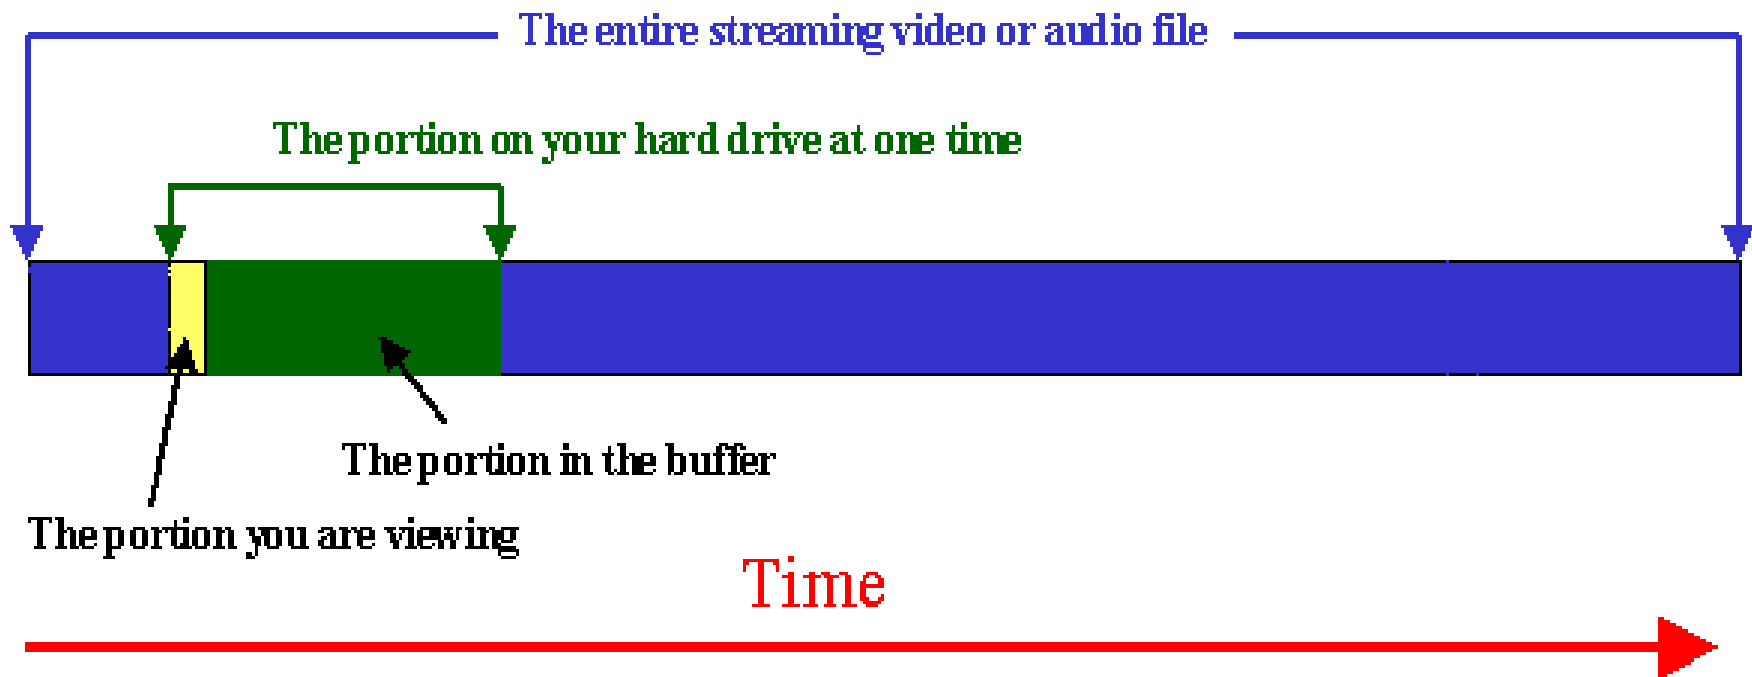 The entire streaming video or audio file
The portion on your hard drive at one time
The portion in the buffer
The portion you are viewing
Time